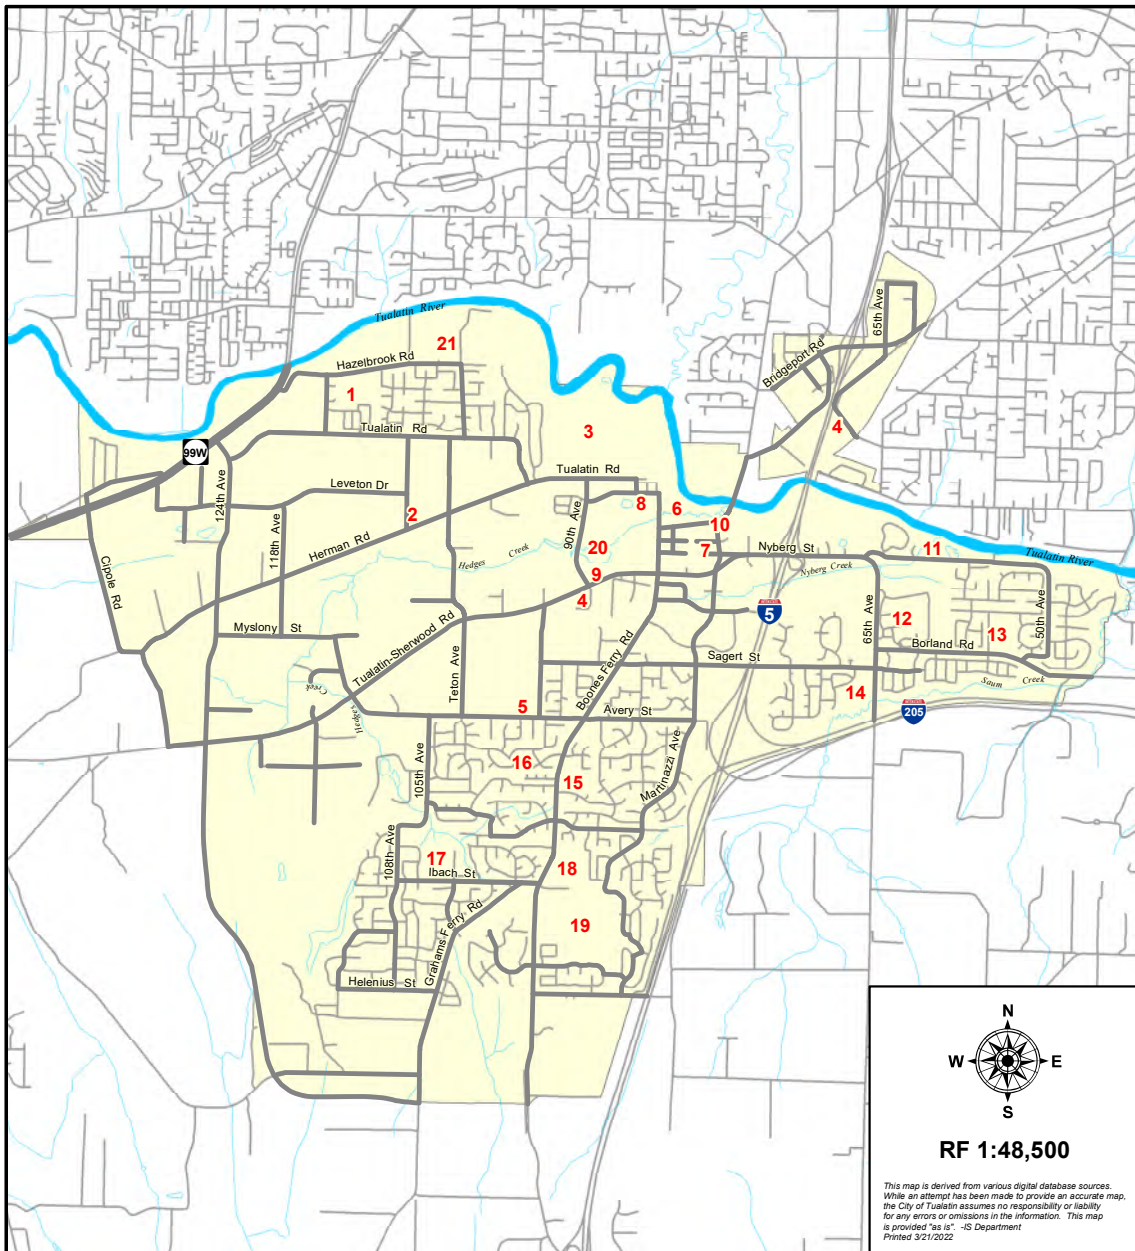 65th Ave
Tualatin River
Bridgeport Rd
21
Hazelbrook Rd
1
4
3
Tualatin Rd
99W
Tualatin Rd
Leveton Dr
124th Ave
2
8
6
118th Ave
90th Ave
10
Herman Rd
Hedges
Creek
20
7
Nyberg St
11
Tualatin River
Cipole Rd
9
Nyberg Creek
4
5
65th Ave
12
50th Ave
13
Myslony St
Tualatin-Sherwood Rd
Borland Rd
Teton Ave
Boones Ferry Rd
Sagert St
Creek
Hedges
14
Saum Creek
5
Avery St
205
105th Ave
16
15
Martinazzi Ave
108th Ave
17
Ibach St
18
Grahams Ferry Rd
19
Helenius St
N
W
E
S
RF 1:48,500
This map is derived from various digital database sources.
While an attempt has been made to provide an accurate map,
the City of Tualatin assumes no responsibility or liability
for any errors or omissions in the information. This map
is provided "as is". -IS Department
Printed 3/21/2022